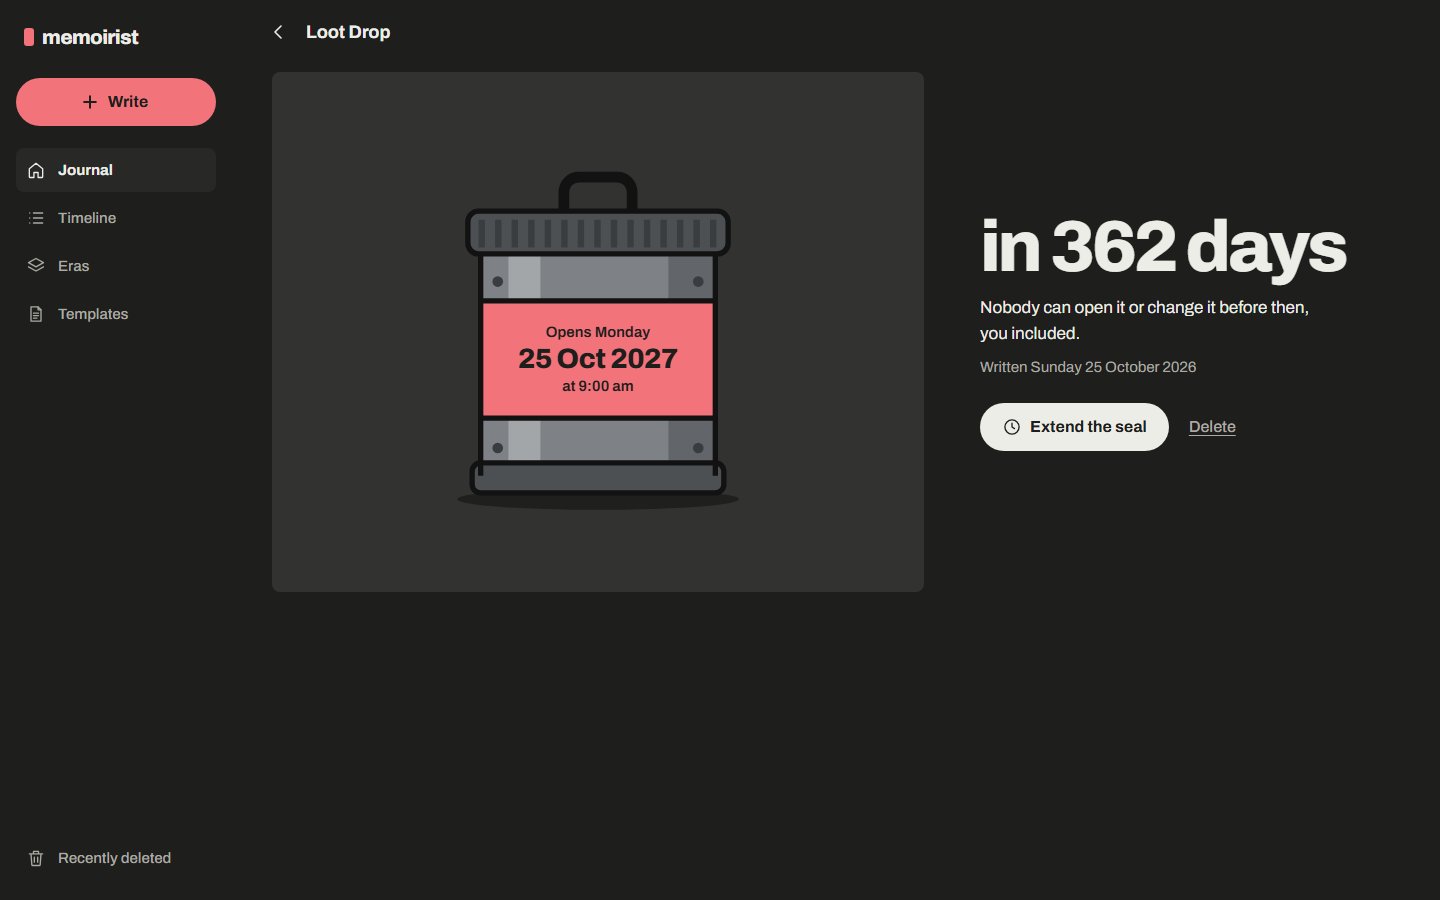 memoirist
Write
Journal
Timeline
Eras
Templates
Recently deleted
Loot Drop
Opens Monday
25 Oct 2027
at 9:00 am
in 362 days
Nobody can open it or change it before then,
you included.
Written Sunday 25 October 2026
Extend the seal
Delete